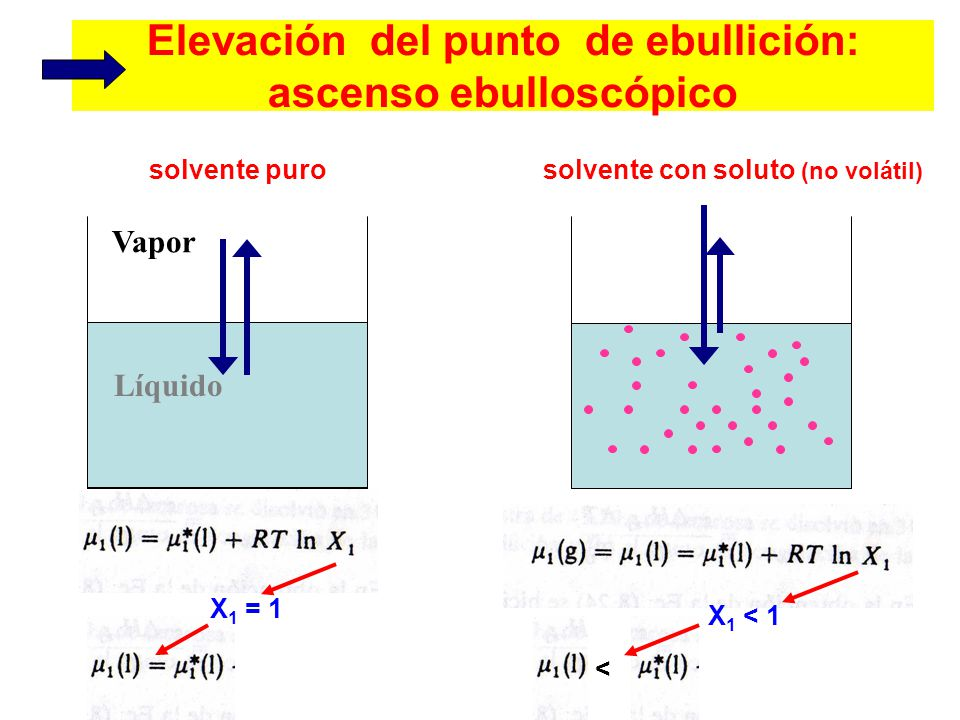 Elevación del punto de ebullición:
ascenso ebulloscópico
solvente puro
solvente con soluto (no volátil)
Vapor
Líquido
μ₁(l) = μ₁*(l) + RT ln X₁
μ₁(g) = μ₁(l) = μ₁*(l) + RT ln X₁
X₁ = 1
X₁ < 1
μ₁(l) = μ₁*(l)
μ₁(l) < μ₁*(l)